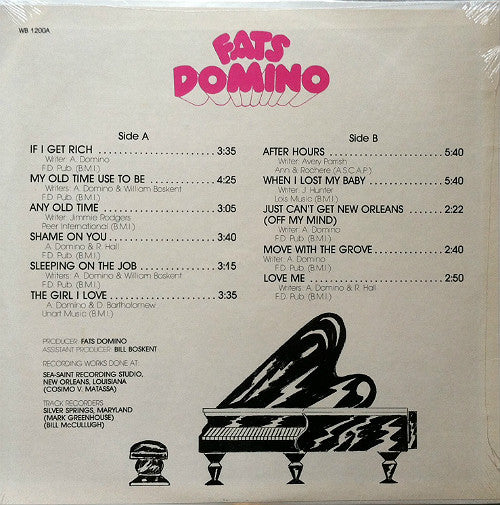 WB 1200A
FATS
DOMINO
Side A
IF I GET RICH 3:35
Writer: A. Domino
F.D. Pub. (B.M.I.)
MY OLD TIME USE TO BE 4:25
Writers: A. Domino & William Boskent
F.D. Pub. (B.M.I.)
ANY OLD TIME 3:05
Writer: Jimmie Rodgers
Peer International (B.M.I.)
SHAME ON YOU 3:40
A. Domino & R. Hall
F.D. Pub. (B.M.I.)
SLEEPING ON THE JOB 3:15
Writers: A. Domino & William Boskent
F.D. Pub. (B.M.I.)
THE GIRL I LOVE 3:35
A. Domino & D. Bartholomew
Unart Music (B.M.I.)
Side B
AFTER HOURS 5:40
Writer: Avery Parrish
Ann & Rochere (A.S.C.A.P.)
WHEN I LOST MY BABY 5:40
Writer: J. Hunter
Lois Music (B.M.I.)
JUST CAN'T GET NEW ORLEANS 2:22
(OFF MY MIND)
Writer: A. Domino
F.D. Pub. (B.M.I.)
MOVE WITH THE GROVE 2:40
Writer: A. Domino
F.D. Pub. (B.M.I.)
LOVE ME 2:50
Writers: A. Domino & R. Hall
F.D. Pub. (B.M.I.)
PRODUCER: FATS DOMINO
ASSISTANT PRODUCER: BILL BOSKENT
RECORDING WORKS DONE AT:
SEA-SAINT RECORDING STUDIO,
NEW ORLEANS, LOUISIANA
(COSIMO V. MATASSA)
TRACK RECORDERS
SILVER SPRINGS, MARYLAND
(MARK GREENHOUSE)
(BILL McCULLUGH)